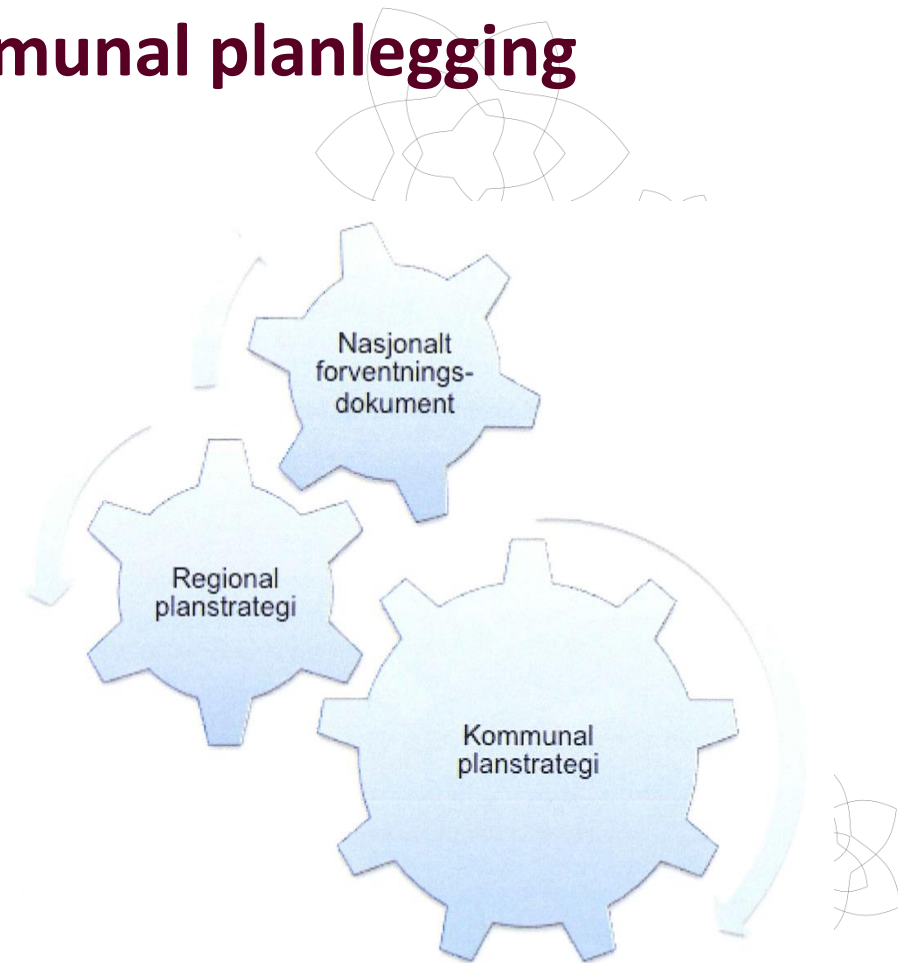 munal planlegging
Nasjonalt
forventnings-
dokument
Regional
planstrategi
Kommunal
planstrategi